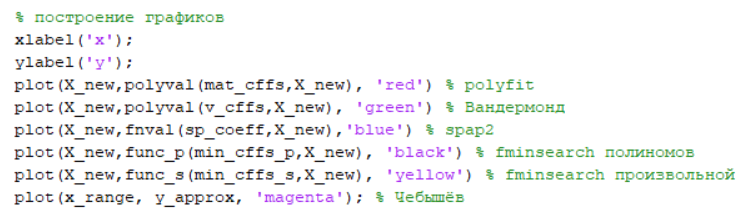 % построение графиков
xlabel('x');
ylabel('y');
plot(X_new,polyval(mat_cffs,X_new), 'red') % polyfit
plot(X_new,polyval(v_cffs,X_new), 'green') % Вандермонд
plot(X_new,fnval(sp_coeff,X_new),'blue') % spap2
plot(X_new,func_p(min_cffs_p,X_new), 'black') % fminsearch полиномов
plot(X_new,func_s(min_cffs_s,X_new), 'yellow') % fminsearch произвольной
plot(x_range, y_approx, 'magenta'); % Чебышёв